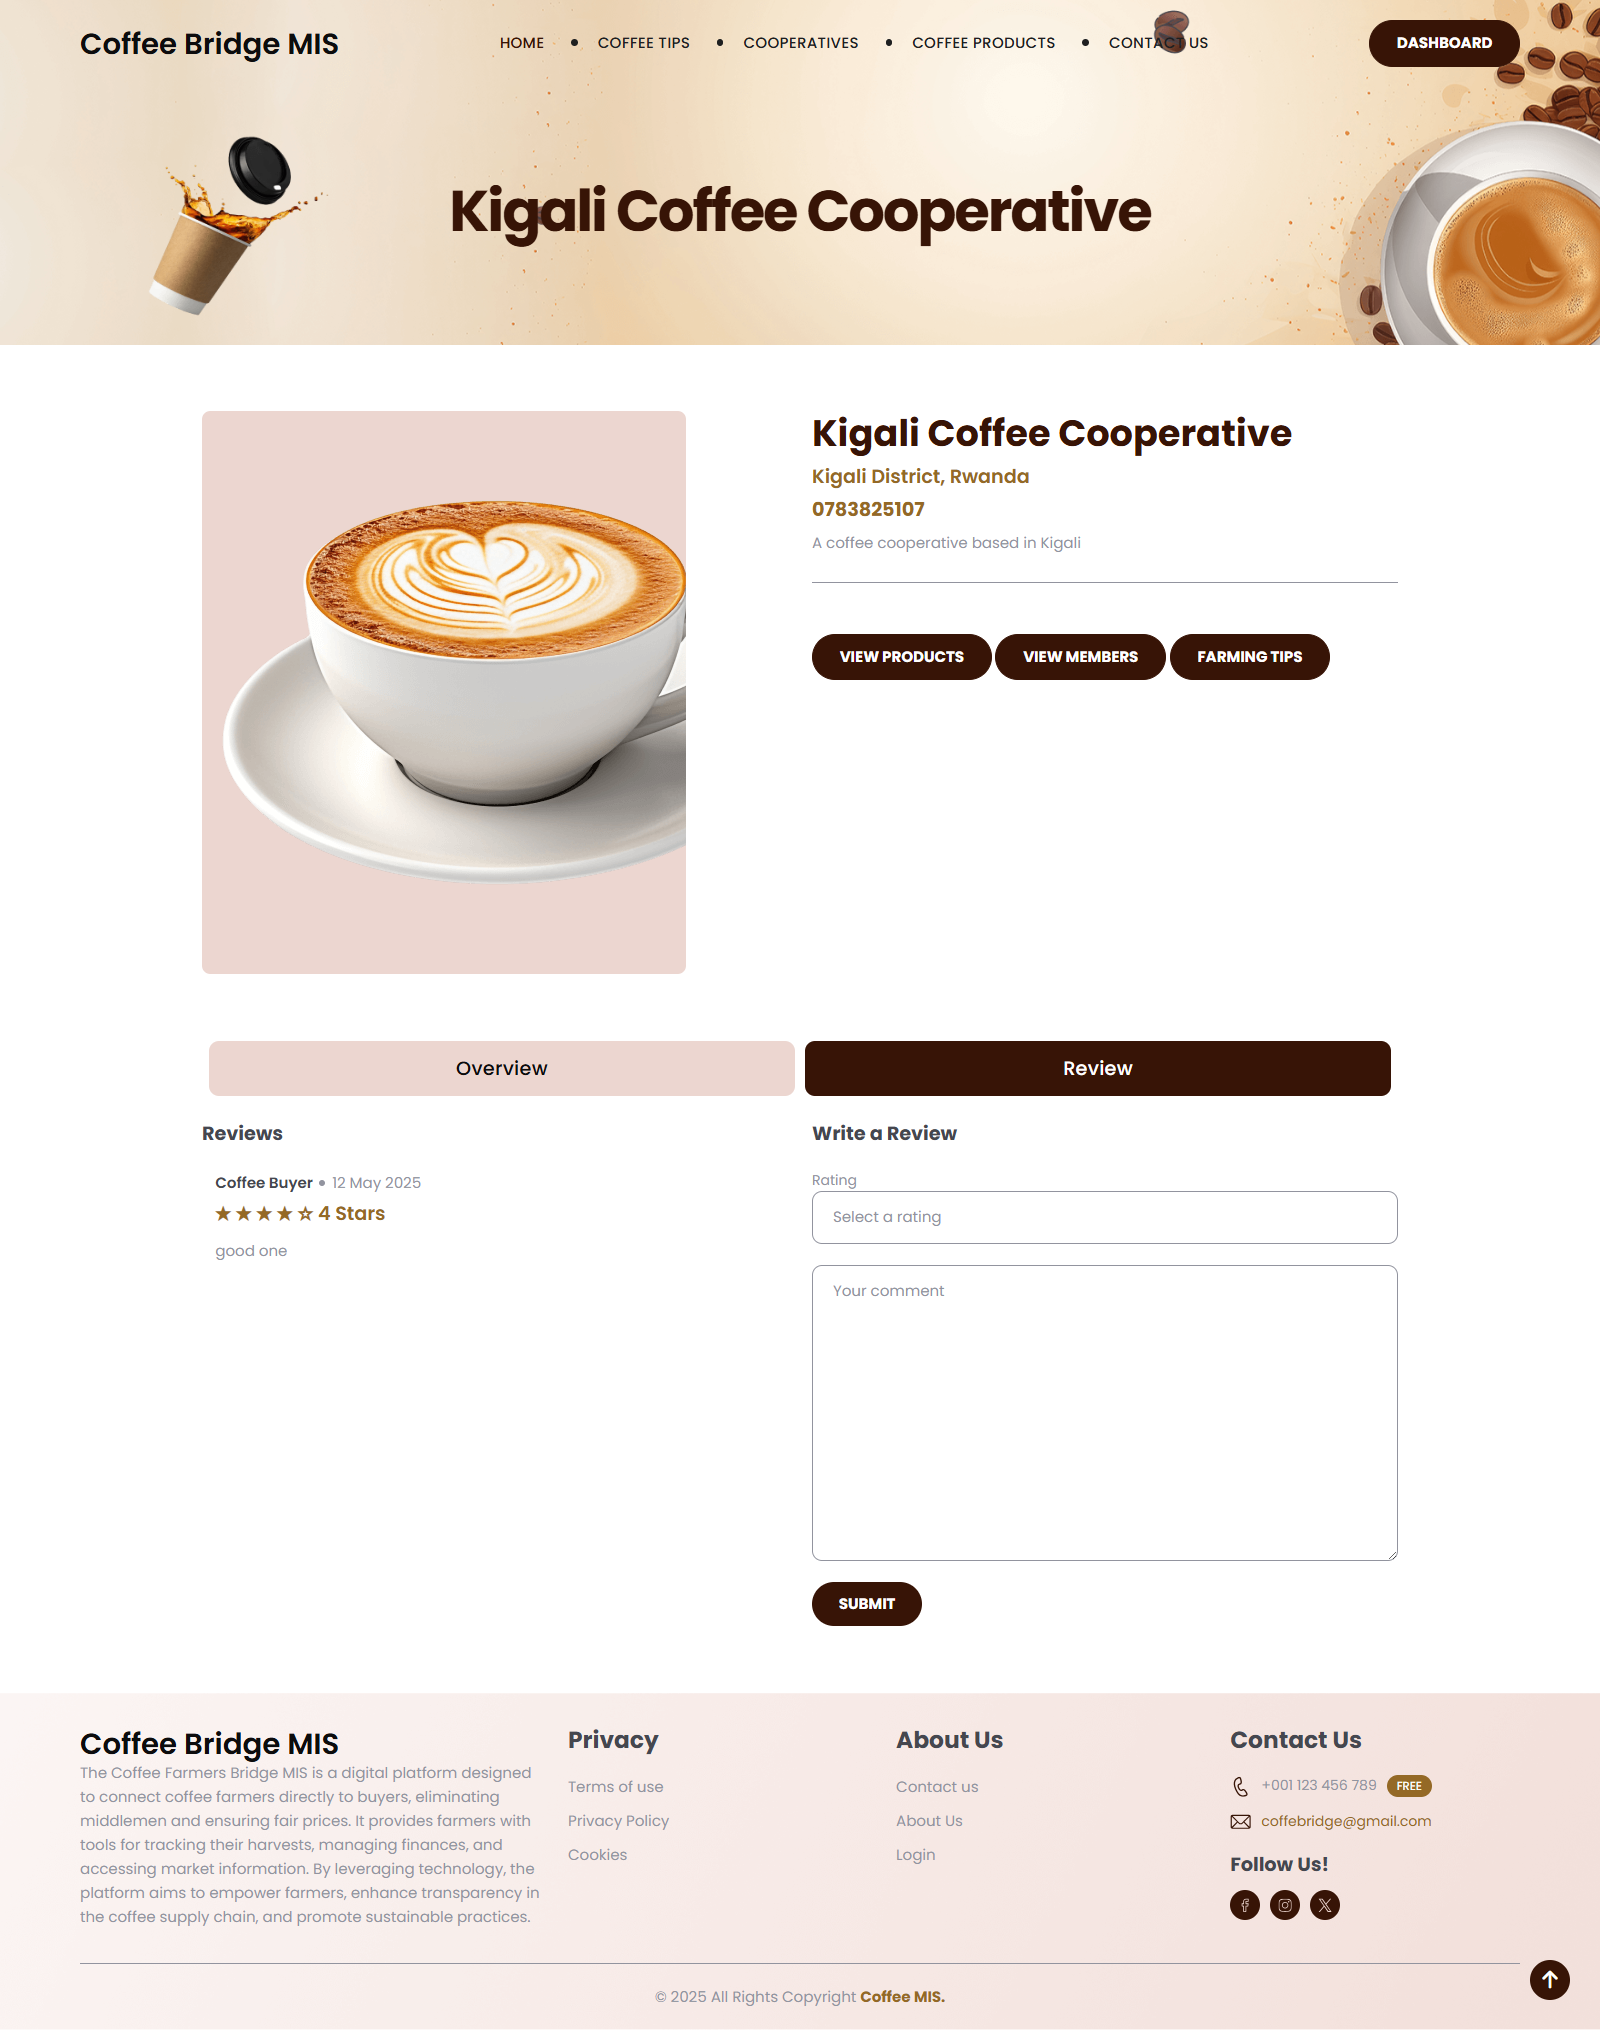 Coffee Bridge MIS
HOME
COFFEE TIPS
COOPERATIVES
COFFEE PRODUCTS
CONTACT US
DASHBOARD
Kigali Coffee Cooperative
Kigali Coffee Cooperative
Kigali District, Rwanda
0783825107
A coffee cooperative based in Kigali
VIEW PRODUCTS
VIEW MEMBERS
FARMING TIPS
Overview
Review
Reviews
Coffee Buyer • 12 May 2025
★ ★ ★ ★ ☆ 4 Stars
good one
Write a Review
Rating
Select a rating
Your comment
SUBMIT
Coffee Bridge MIS
The Coffee Farmers Bridge MIS is a digital platform designed
to connect coffee farmers directly to buyers, eliminating
middlemen and ensuring fair prices. It provides farmers with
tools for tracking their harvests, managing finances, and
accessing market information. By leveraging technology, the
platform aims to empower farmers, enhance transparency in
the coffee supply chain, and promote sustainable practices.
Privacy
Terms of use
Privacy Policy
Cookies
About Us
Contact us
About Us
Login
Contact Us
+001 123 456 789 FREE
coffebridge@gmail.com
Follow Us!
© 2025 All Rights Copyright Coffee MIS.